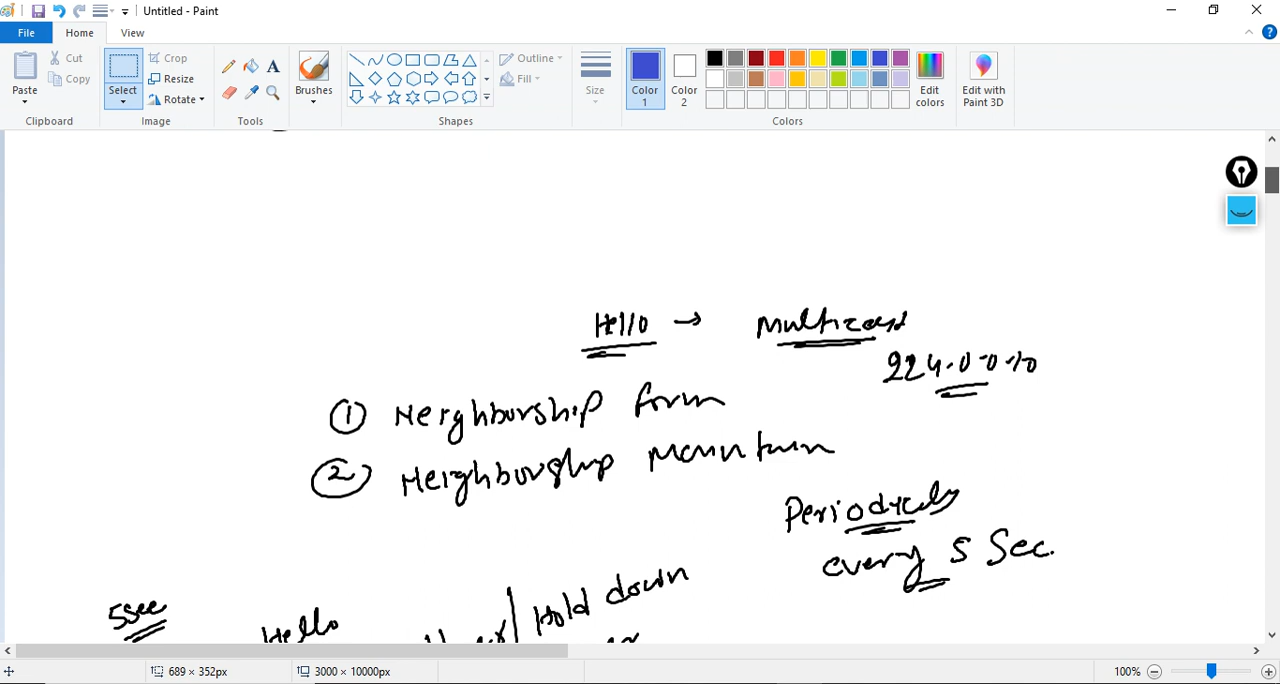 Untitled - Paint
File Home View
Paste Cut Copy Clipboard
Select Crop Resize Rotate Image
Tools
Brushes
Outline Fill Shapes
Size
Color 1 Color 2 Edit colors Colors
Edit with Paint 3D
Hello → Multicast
224.0.0.10
① Neighborship form
② Neighborship Maintain
Periodically
every 5 Sec.
5sec
Hello
/ Hold down
689 × 352px 3000 × 10000px 100%